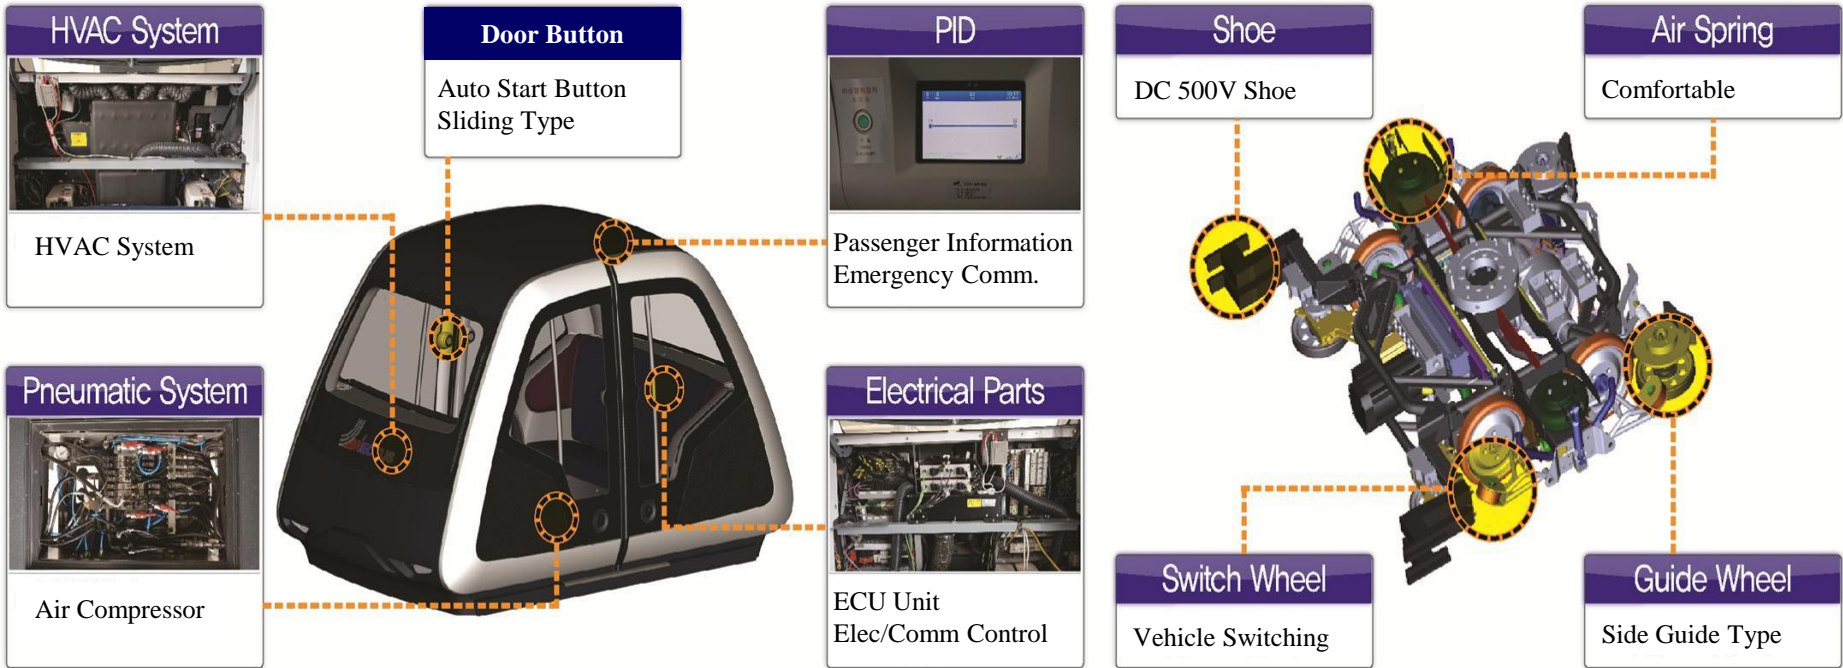 HVAC System
HVAC System
Door Button
Auto Start Button
Sliding Type
PID
Passenger Information
Emergency Comm.
Shoe
DC 500V Shoe
Air Spring
Comfortable
Pneumatic System
Air Compressor
Electrical Parts
ECU Unit
Elec/Comm Control
Switch Wheel
Vehicle Switching
Guide Wheel
Side Guide Type